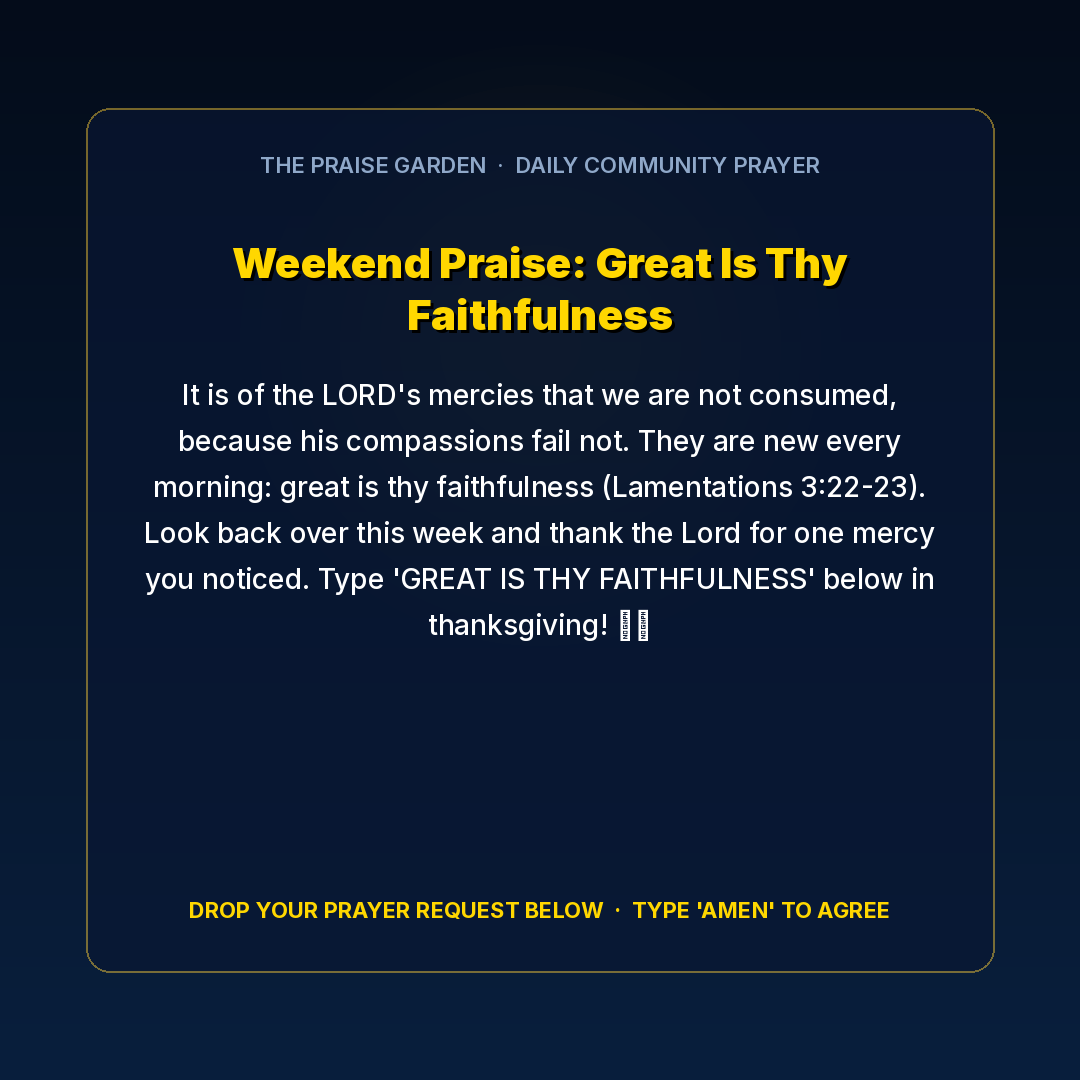 THE PRAISE GARDEN · DAILY COMMUNITY PRAYER
Weekend Praise: Great Is Thy
Faithfulness
It is of the LORD's mercies that we are not consumed,
because his compassions fail not. They are new every
morning: great is thy faithfulness (Lamentations 3:22-23).
Look back over this week and thank the Lord for one mercy
you noticed. Type 'GREAT IS THY FAITHFULNESS' below in
thanksgiving!
DROP YOUR PRAYER REQUEST BELOW · TYPE 'AMEN' TO AGREE